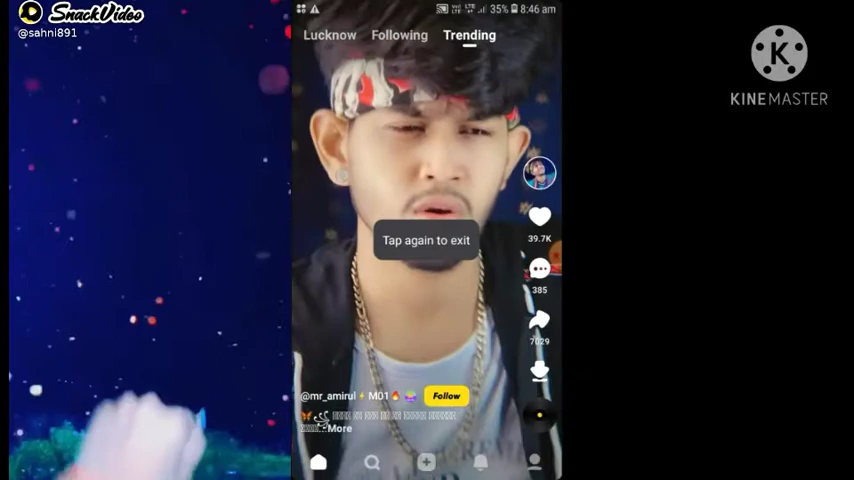 SnackVideo
@sahni891
35% 8:46 am
Lucknow Following Trending
K
KINEMASTER
Tap again to exit
39.7K
385
7029
@mr_amirul⚡M01🔥 Follow
...More